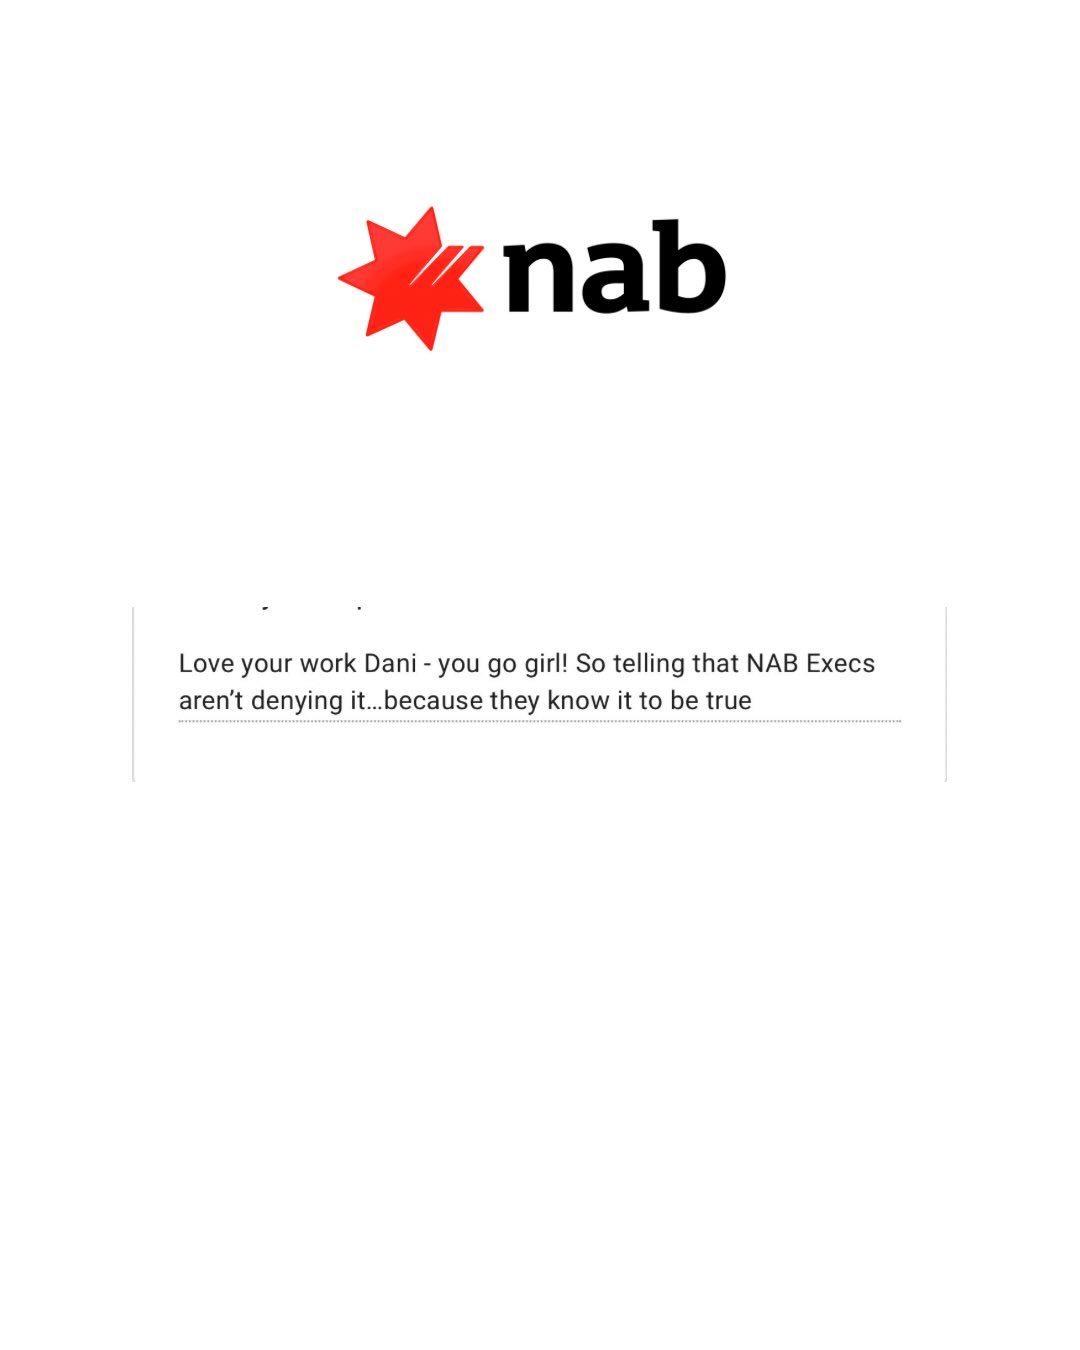 nab
Love your work Dani - you go girl! So telling that NAB Execs
aren’t denying it…because they know it to be true